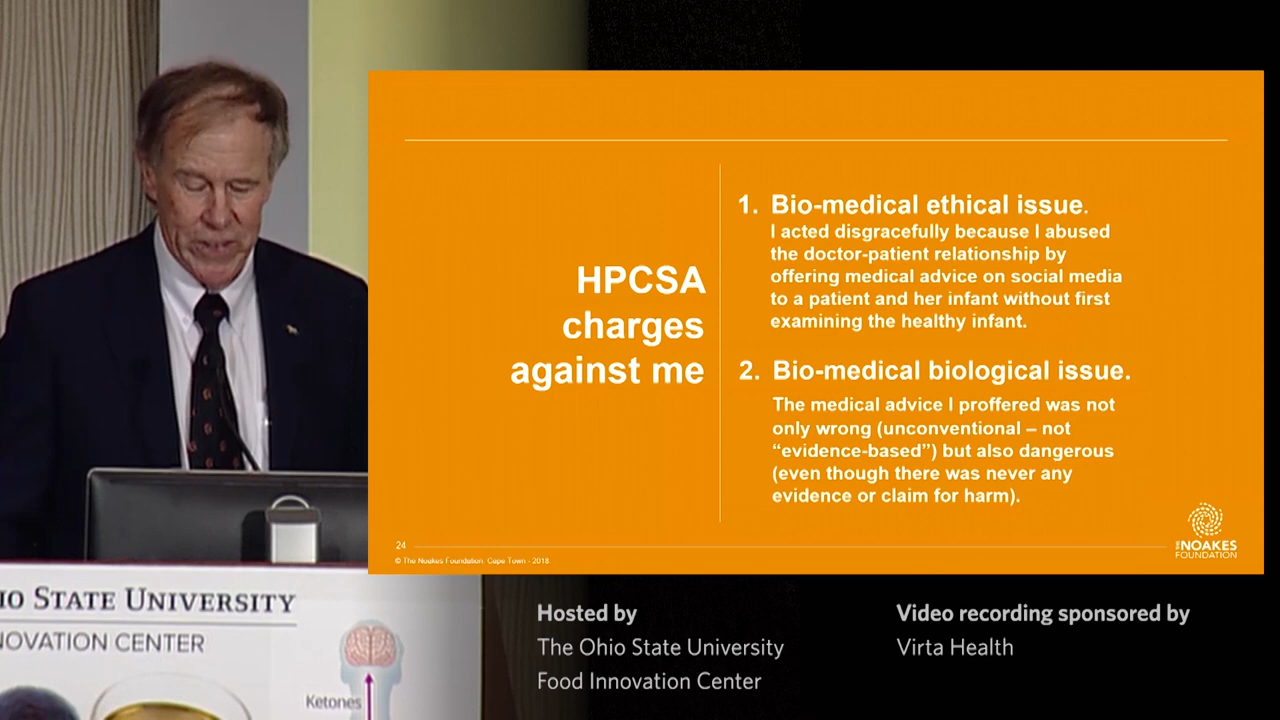 HPCSA
charges
against me
1. Bio-medical ethical issue.
I acted disgracefully because I abused
the doctor-patient relationship by
offering medical advice on social media
to a patient and her infant without first
examining the healthy infant.
2. Bio-medical biological issue.
The medical advice I proffered was not
only wrong (unconventional – not
“evidence-based”) but also dangerous
(even though there was never any
evidence or claim for harm).
24
© The Noakes Foundation. Cape Town - 2018
THE NOAKES
FOUNDATION
IO STATE UNIVERSITY
NOVATION CENTER
Ketones
Hosted by
The Ohio State University
Food Innovation Center
Video recording sponsored by
Virta Health